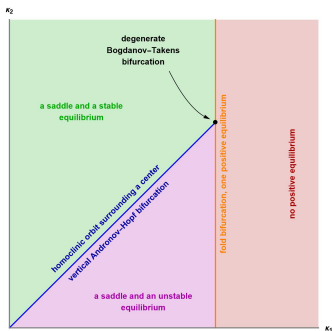 κ₂
degenerate
Bogdanov–Takens
bifurcation
a saddle and a stable
equilibrium
homoclinic orbit surrounding a center
vertical Andronov–Hopf bifurcation
fold bifurcation, one positive equilibrium
no positive equilibrium
a saddle and an unstable
equilibrium